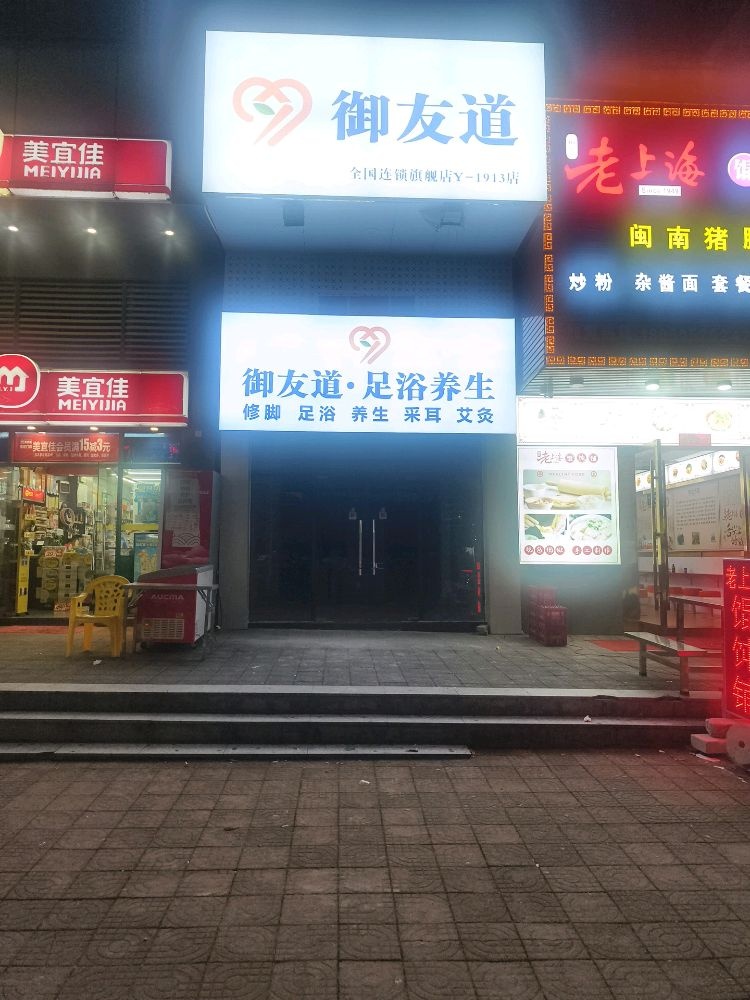 御友道
全国连锁旗舰店Y-1913店
御友道·足浴养生
修脚 足浴 养生 采耳 艾灸
美宜佳
MEIYIJIA
美宜佳
MEIYIJIA
美宜佳会员满15减3元
老上海
Since 1949
闽南猪
炒粉 杂酱面 套餐
AUCMA